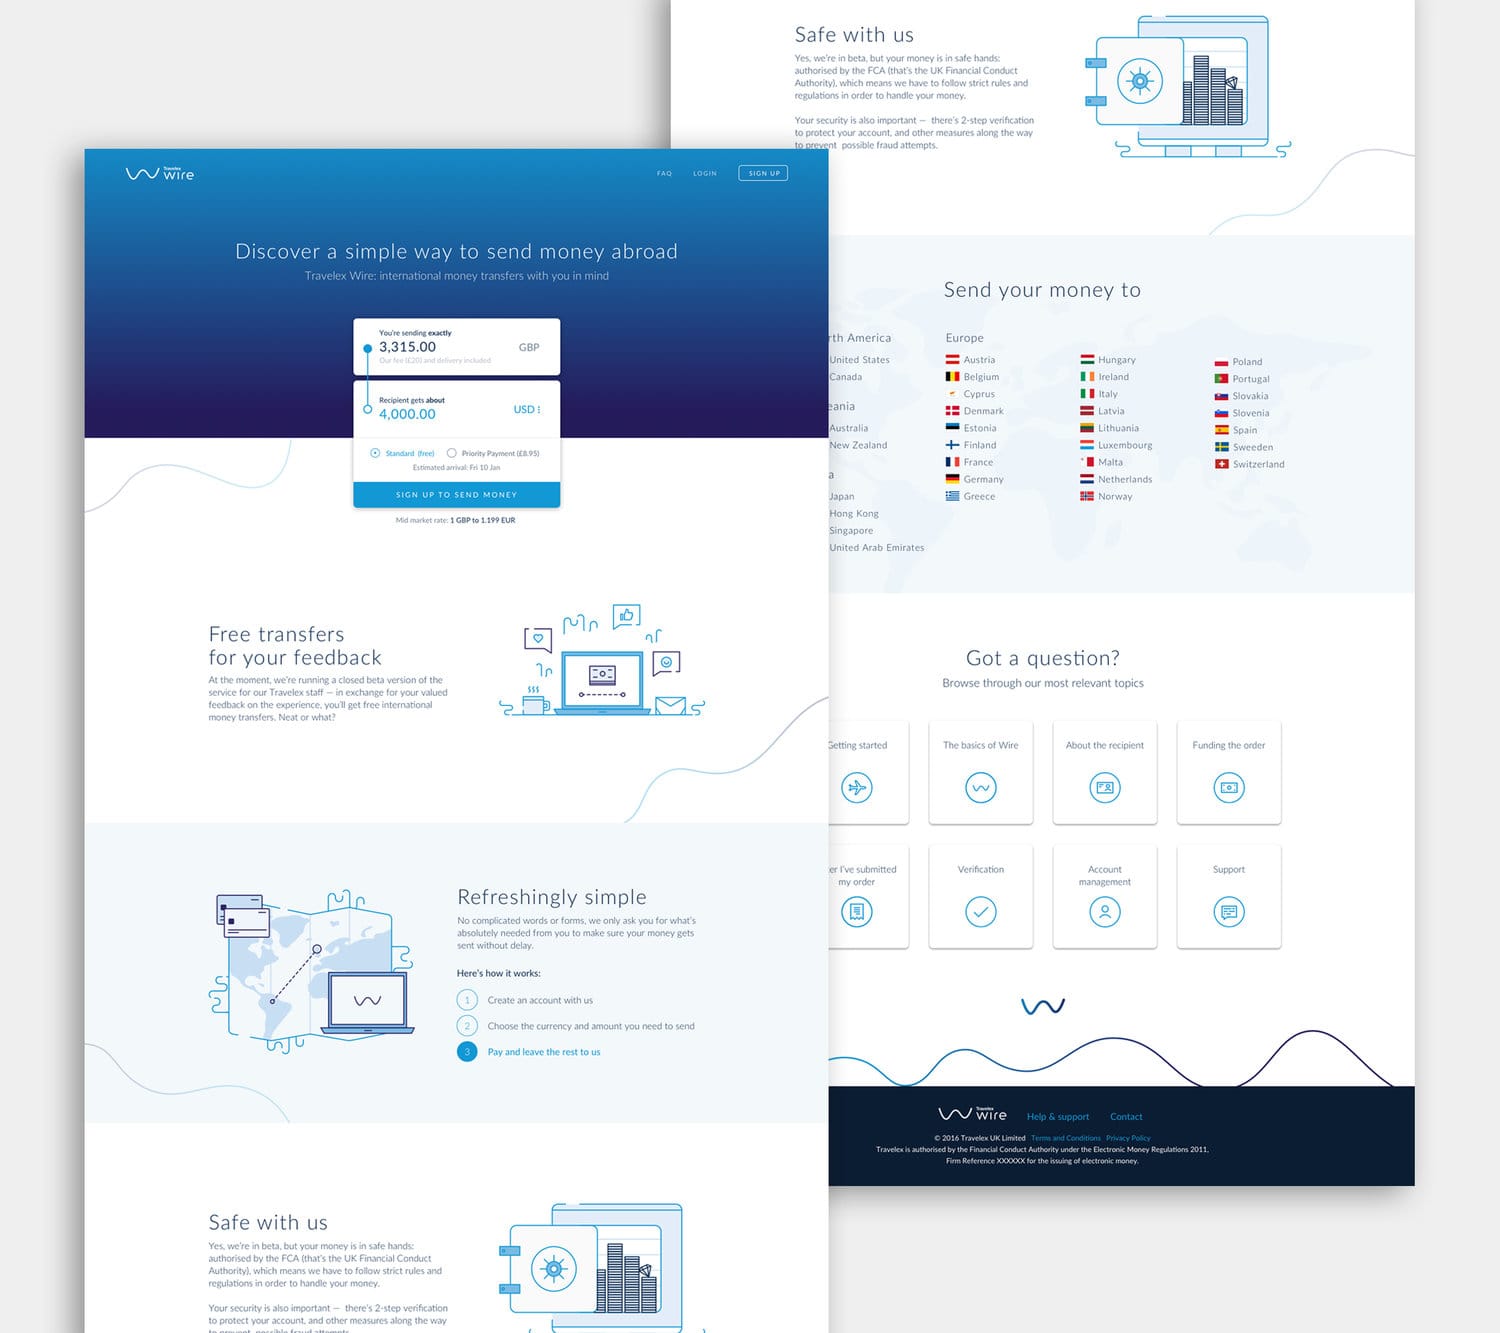 Travelex
wire
FAQ
LOGIN
SIGN UP
Discover a simple way to send money abroad
Travelex Wire: international money transfers with you in mind
You're sending exactly
3,315.00
GBP
Our fee (£20) and delivery included
Recipient gets about
4,000.00
USD
Standard (free)
Priority Payment (£8.95)
Estimated arrival: Fri 10 Jan
SIGN UP TO SEND MONEY
Mid market rate: 1 GBP to 1.199 EUR
Free transfers
for your feedback
At the moment, we're running a closed beta version of the
service for our Travelex staff — in exchange for your valued
feedback on the experience, you'll get free international
money transfers. Neat or what?
Refreshingly simple
No complicated words or forms, we only ask you for what's
absolutely needed from you to make sure your money gets
sent without delay.
Here's how it works:
1 Create an account with us
2 Choose the currency and amount you need to send
3 Pay and leave the rest to us
Safe with us
Yes, we're in beta, but your money is in safe hands:
authorised by the FCA (that's the UK Financial Conduct
Authority), which means we have to follow strict rules and
regulations in order to handle your money.
Your security is also important — there's 2-step verification
to protect your account, and other measures along the way
to prevent possible fraud attempts.
Safe with us
Yes, we're in beta, but your money is in safe hands:
authorised by the FCA (that's the UK Financial Conduct
Authority), which means we have to follow strict rules and
regulations in order to handle your money.
Your security is also important — there's 2-step verification
to protect your account, and other measures along the way
to prevent possible fraud attempts.
Send your money to
rth America
United States
Canada
eania
Australia
New Zealand
a
Japan
Hong Kong
Singapore
United Arab Emirates
Europe
Austria
Belgium
Cyprus
Denmark
Estonia
Finland
France
Germany
Greece
Hungary
Ireland
Italy
Latvia
Lithuania
Luxembourg
Malta
Netherlands
Norway
Poland
Portugal
Slovakia
Slovenia
Spain
Sweeden
Switzerland
Got a question?
Browse through our most relevant topics
Getting started
The basics of Wire
About the recipient
Funding the order
er I've submitted
my order
Verification
Account
management
Support
Travelex
wire
Help & support
Contact
© 2016 Travelex UK Limited Terms and Conditions Privacy Policy
Travelex is authorised by the Financial Conduct Authority under the Electronic Money Regulations 2011,
Firm Reference XXXXXX for the issuing of electronic money.